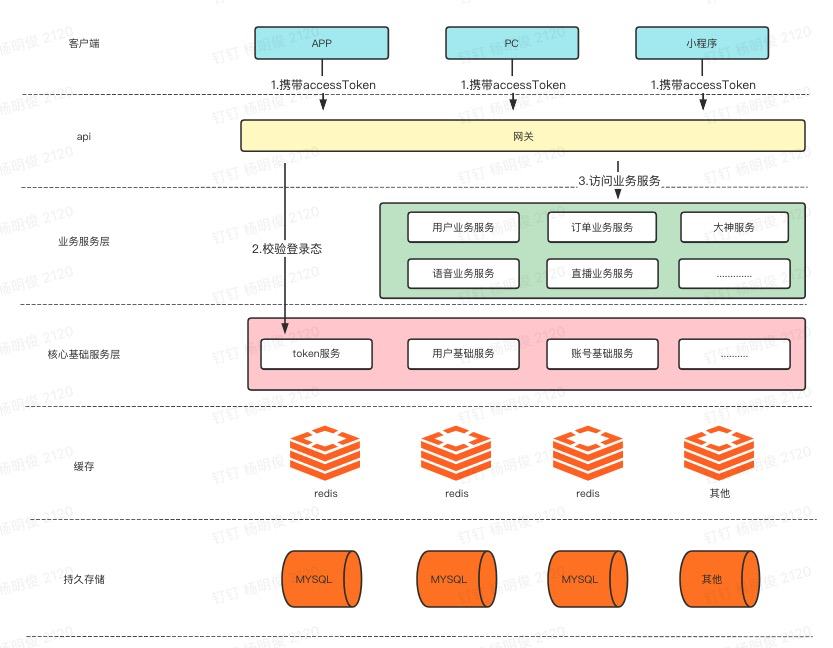 客户端
APP
PC
小程序
1.携带accessToken
1.携带accessToken
1.携带accessToken
api
网关
3.访问业务服务
业务服务层
2.校验登录态
用户业务服务
订单业务服务
大神服务
语音业务服务
直播业务服务
.............
核心基础服务层
token服务
用户基础服务
账号基础服务
..........
缓存
redis
redis
redis
其他
持久存储
MYSQL
MYSQL
MYSQL
其他
钉钉 杨明俊 2120